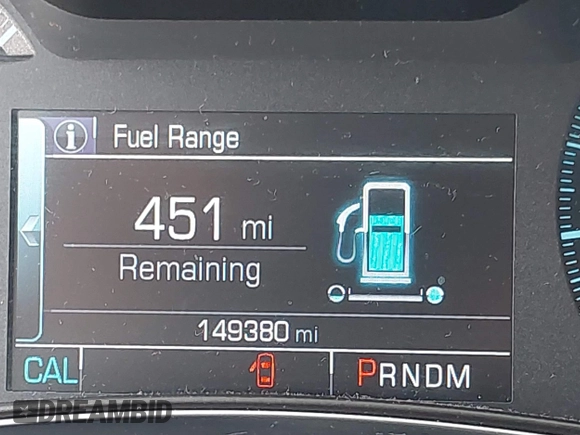 i Fuel Range
451 mi
Remaining
149380 mi
CAL PRNDM
DREAMBID